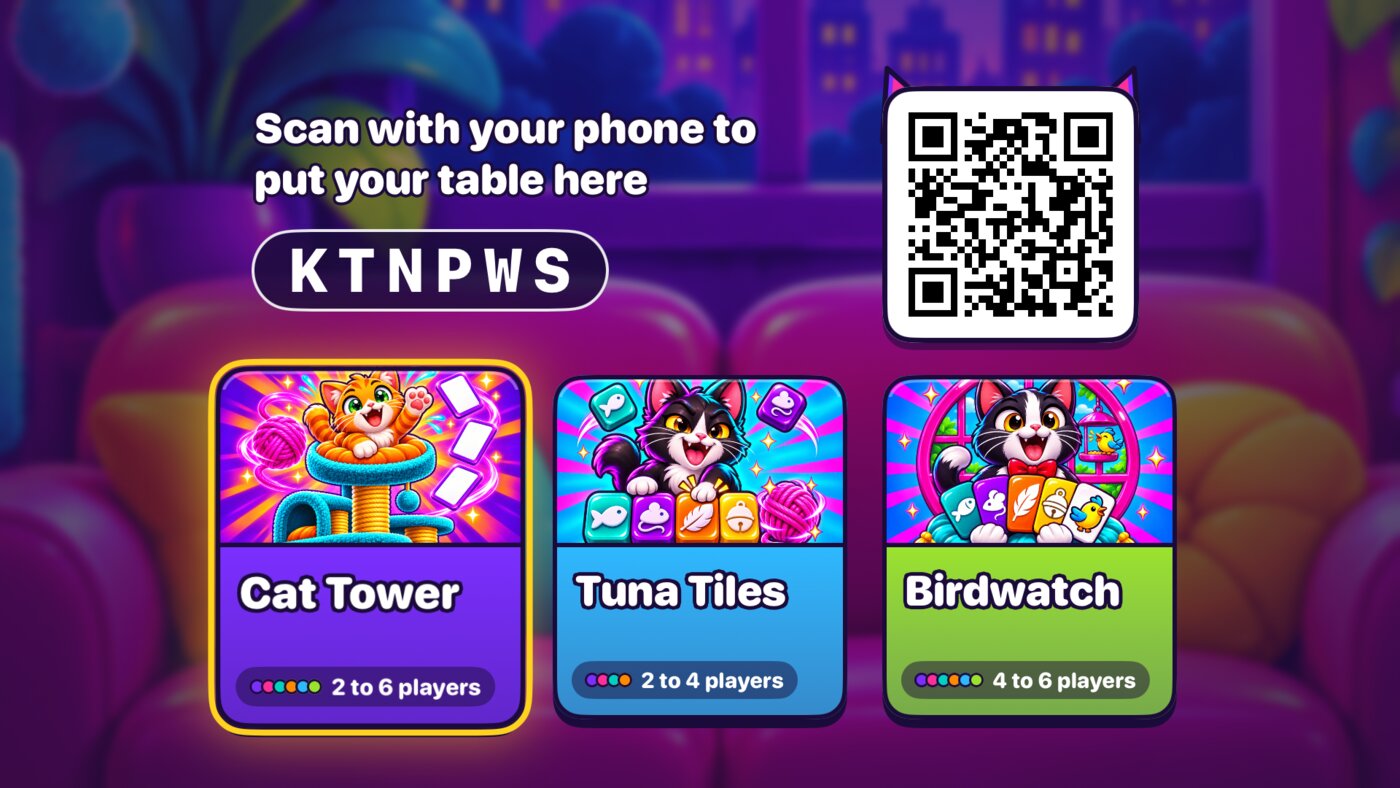 Scan with your phone to
put your table here
KTNPWS
Cat Tower
2 to 6 players
Tuna Tiles
2 to 4 players
Birdwatch
4 to 6 players